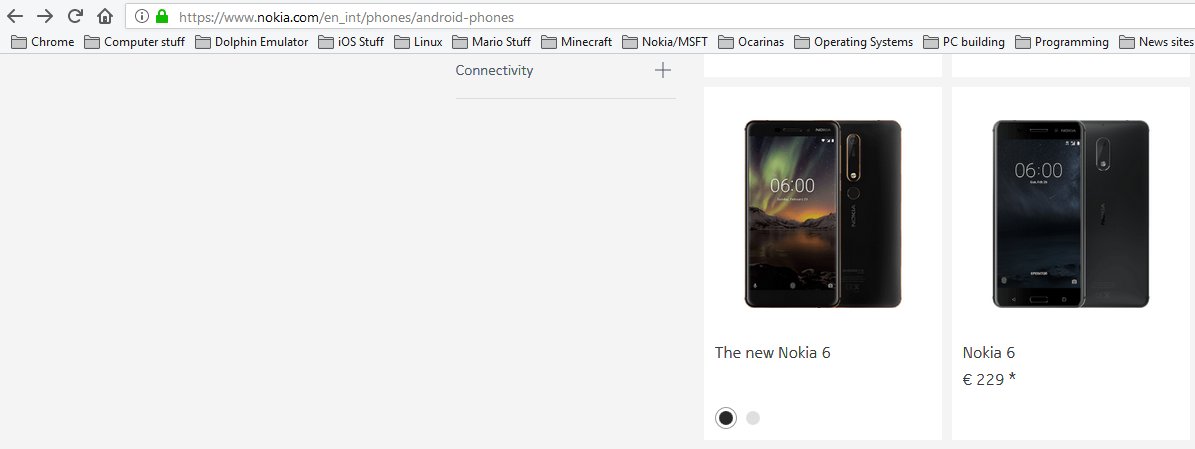 https://www.nokia.com/en_int/phones/android-phones
Chrome Computer stuff Dolphin Emulator iOS Stuff Linux Mario Stuff Minecraft Nokia/MSFT Ocarinas Operating Systems PC building Programming News sites
Connectivity
NOKIA
06:00
NOKIA
NOKIA
06:00
NOKIA
The new Nokia 6
Nokia 6
€ 229 *